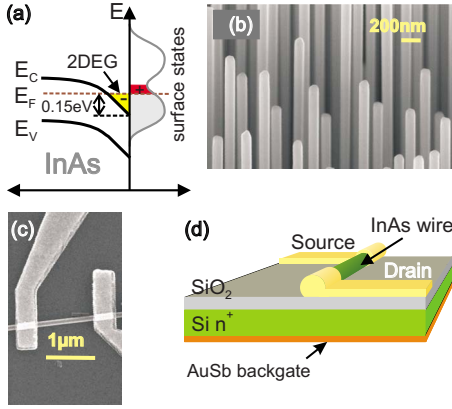 (a)
E
2DEG
E_C
E_F
0.15eV
E_V
InAs
-
+
surface states
(b)
200nm
(c)
1μm
(d)
InAs wire
Source
Drain
SiO₂
Si n⁺
AuSb backgate